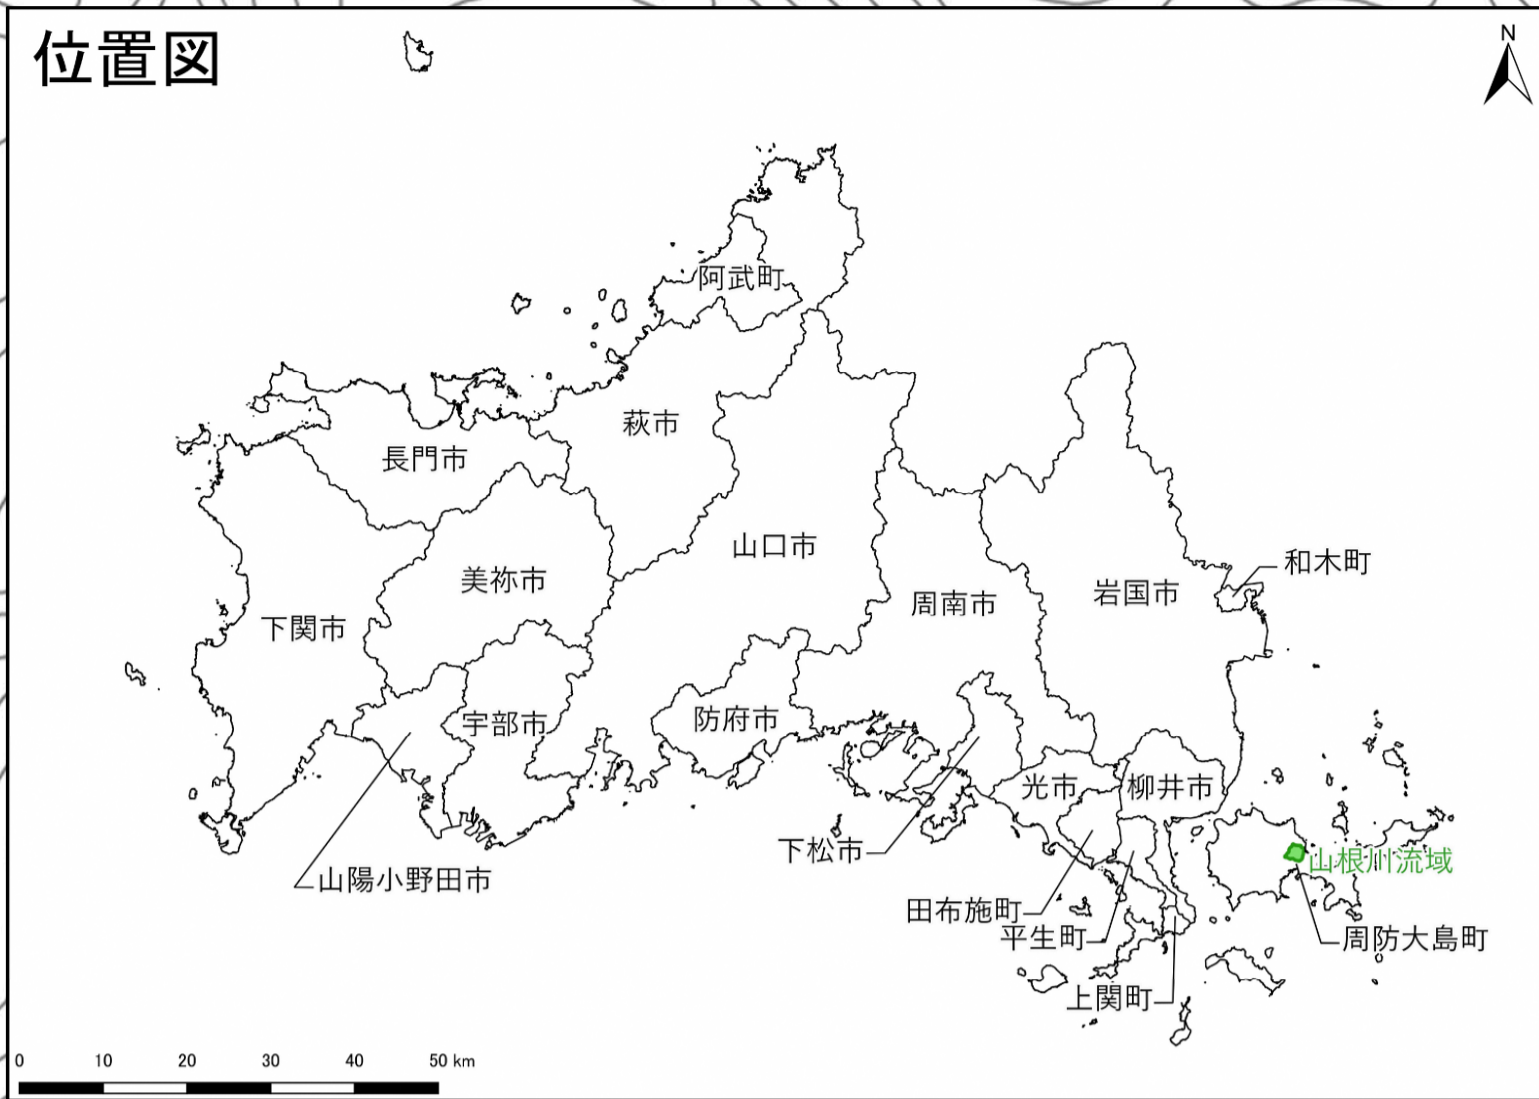 位置図
N
阿武町
萩市
長門市
山口市
和木町
美祢市
岩国市
周南市
下関市
防府市
宇部市
光市
柳井市
下松市
山根川流域
山陽小野田市
田布施町
平生町
周防大島町
上関町
0 10 20 30 40 50 km